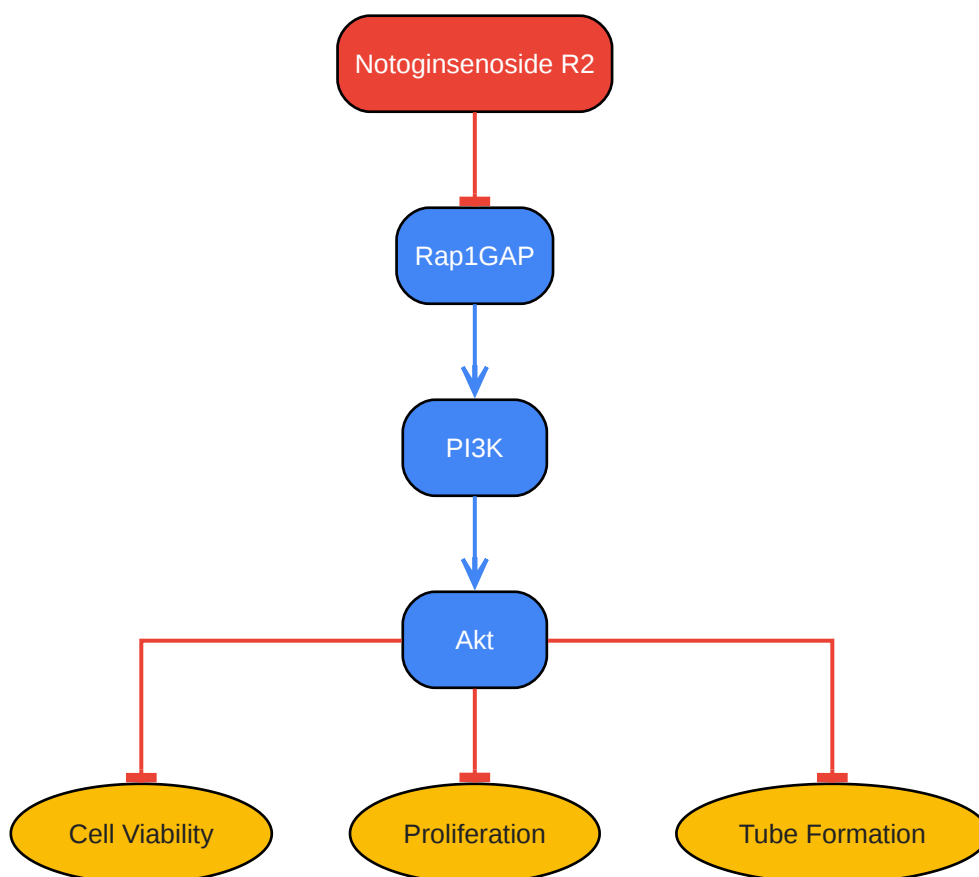 Notoginsenoside R2
Rap1GAP
PI3K
Akt
Cell Viability
Proliferation
Tube Formation